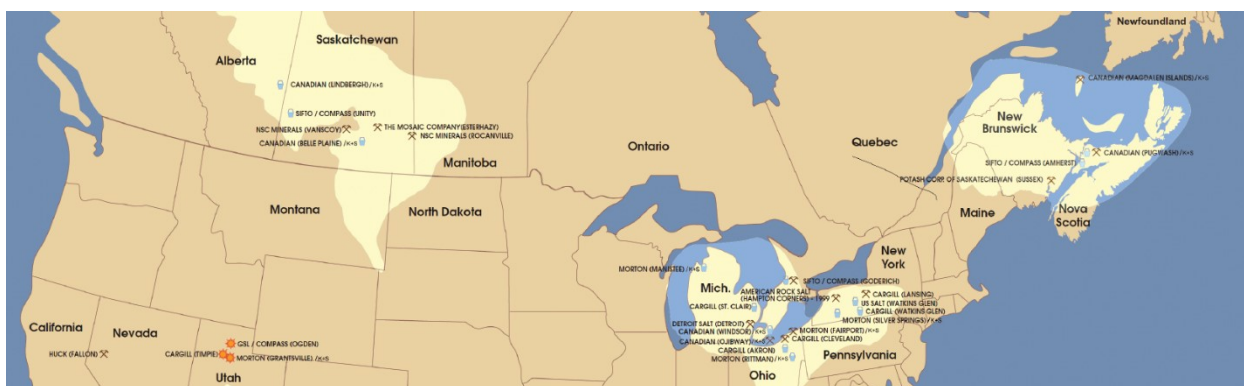 Newfoundland
Saskatchewan
Alberta
CANADIAN (LINDBERGH) / K+S
CANADIAN (MAGDALEN ISLANDS) / K+S
SIFTO / COMPASS (UNITY)
NSC MINERALS (VANSCOY)
THE MOSAIC COMPANY(ESTERHAZY)
NSC MINERALS (ROCANVILLE)
CANADIAN (BELLE PLAINE) / K+S
Manitoba
Ontario
Quebec
New
Brunswick
CANADIAN (PUGWASH) / K+S
SIFTO / COMPASS (AMHERST)
POTASH CORP. OF SASKATCHEWAN (SUSSEX)
Montana
North Dakota
Maine
Nova
Scotia
New
York
MORTON (MANISTEE) / K+S
SIFTO / COMPASS (GODERICH)
Mich.
AMERICAN ROCK SALT
(HAMPTON CORNERS) - 1999
CARGILL (LANSING)
US SALT (WATKINS GLEN)
CARGILL (WATKINS GLEN)
MORTON (SILVER SPRINGS) / K+S
CARGILL (ST. CLAIR)
DETROIT SALT (DETROIT)
CANADIAN (WINDSOR) / K+S
CANADIAN (OJIBWAY) / K+S
MORTON (FAIRPORT) / K+S
CARGILL (CLEVELAND)
CARGILL (AKRON)
MORTON (RITTMAN) / K+S
Pennsylvania
Ohio
California
Nevada
HUCK (FALLON)
GSL / COMPASS (OGDEN)
CARGILL (TIMPIE)
MORTON (GRANTSVILLE) / K+S
Utah